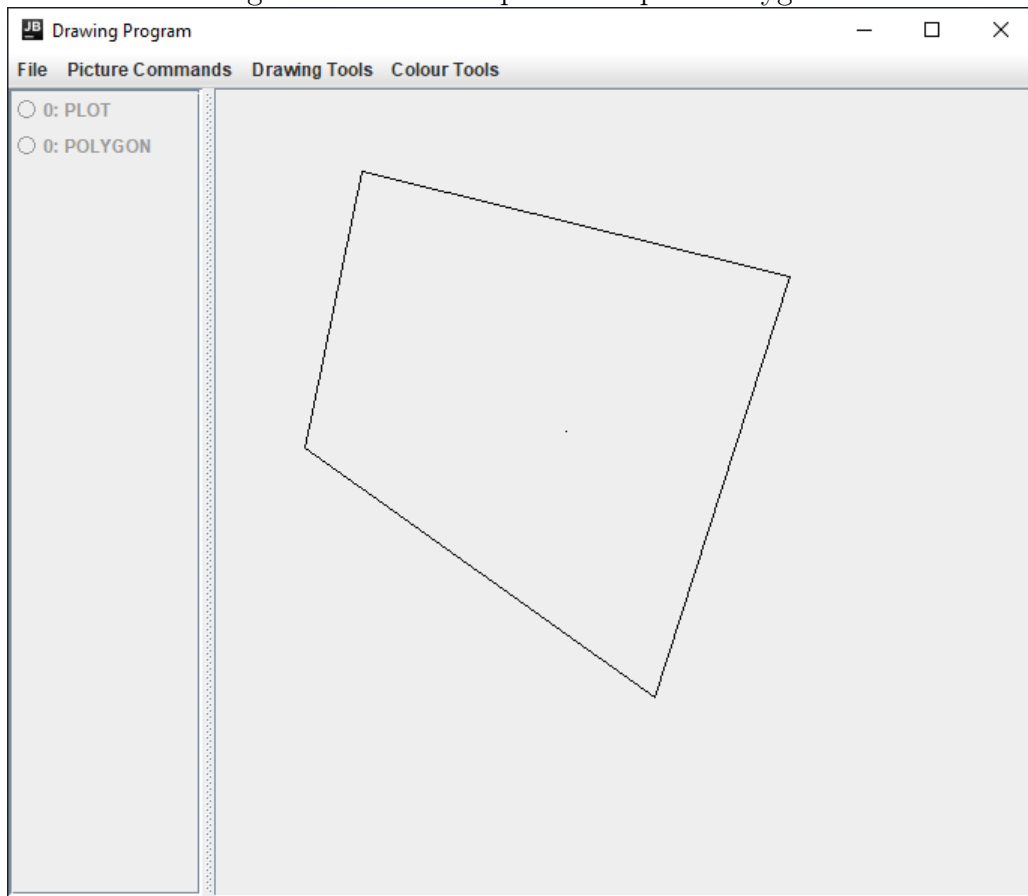 JB Drawing Program
File Picture Commands Drawing Tools Colour Tools
0: PLOT
0: POLYGON